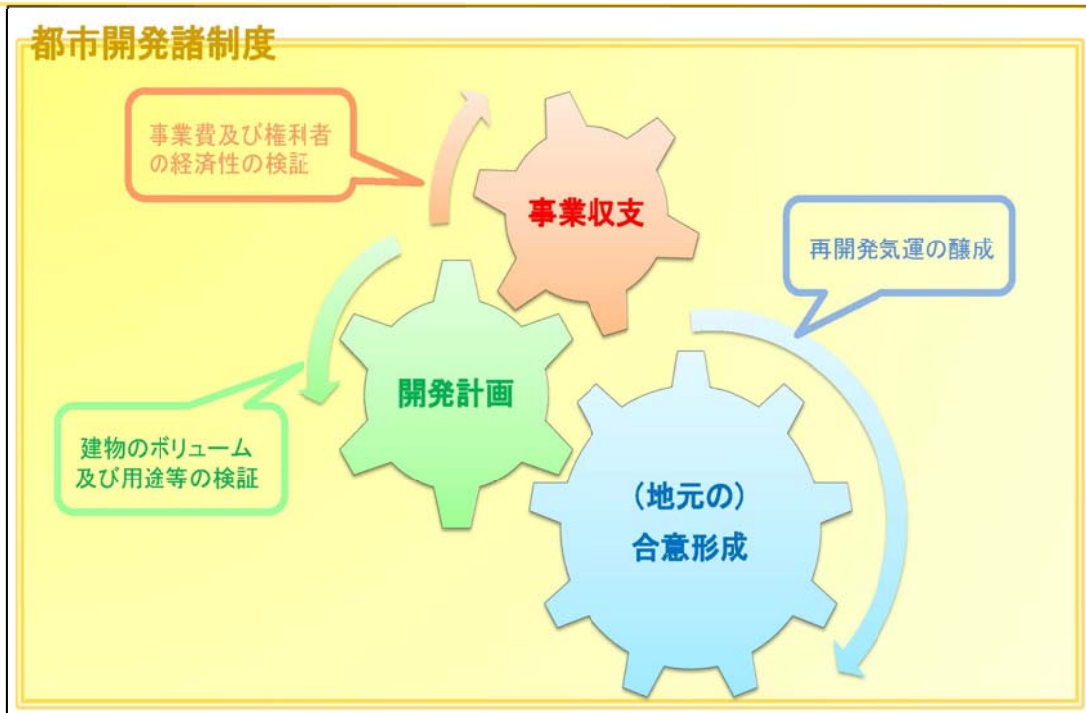 都市開発諸制度
事業費及び権利者
の経済性の検証
事業収支
再開発気運の醸成
開発計画
建物のボリューム
及び用途等の検証
(地元の)
合意形成